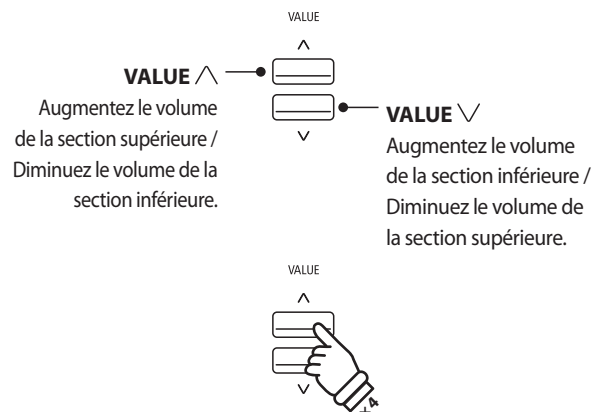 VALUE
VALUE ∧
Augmentez le volume
de la section supérieure /
Diminuez le volume de la
section inférieure.
VALUE ∨
Augmentez le volume
de la section inférieure /
Diminuez le volume de
la section supérieure.
VALUE
×4